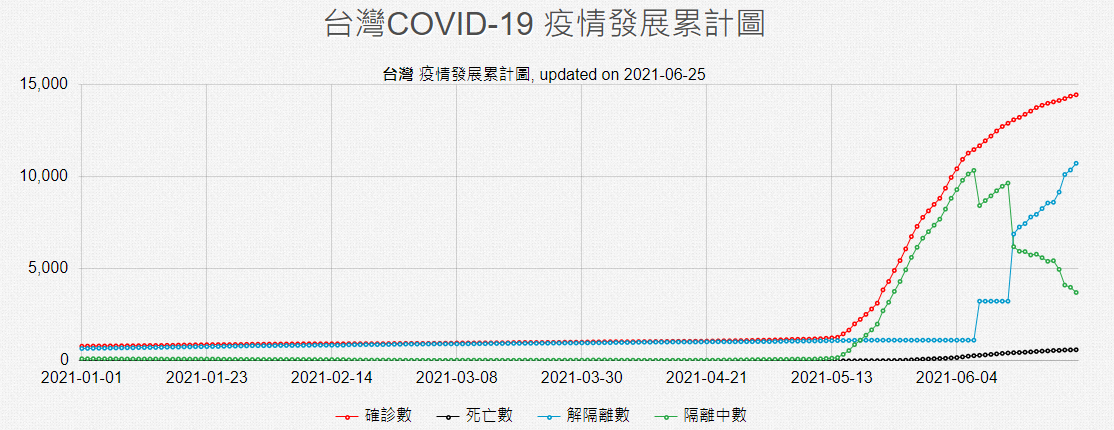 台灣COVID-19 疫情發展累計圖
台灣 疫情發展累計圖, updated on 2021-06-25
15,000
10,000
5,000
0
2021-01-01 2021-01-23 2021-02-14 2021-03-08 2021-03-30 2021-04-21 2021-05-13 2021-06-04
確診數 死亡數 解隔離數 隔離中數